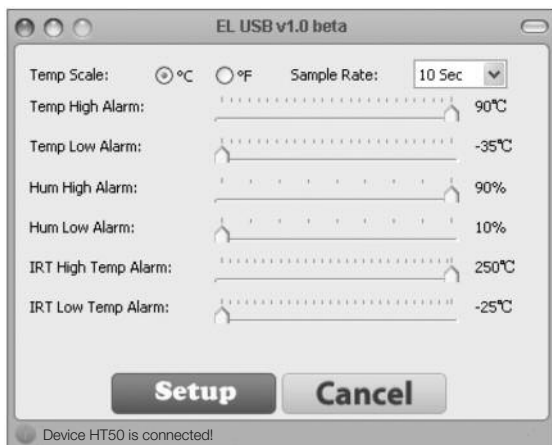 EL USB v1.0 beta
Temp Scale: °C °F Sample Rate: 10 Sec
Temp High Alarm: 90°C
Temp Low Alarm: -35°C
Hum High Alarm: 90%
Hum Low Alarm: 10%
IRT High Temp Alarm: 250°C
IRT Low Temp Alarm: -25°C
Setup Cancel
Device HT50 is connected!